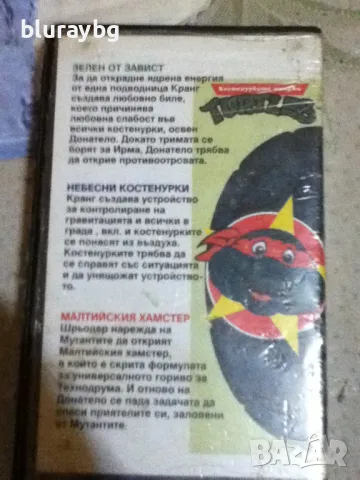 blurayбg
ЗЕЛЕН ОТ ЗАВИСТ
За да открадне ядрена енергия
от една подводница Кранг
създава любовно биле,
което причинява
любовна слабост във
всички костенурки, освен
Донатело. Докато тримата се
борят за Ирма, Донатело трябва
да открие противоотровата.
НЕБЕСНИ КОСТЕНУРКИ
Кранг създава устройство
за контролиране на
гравитацията и всички в
града , вкл. и костенурките
се понасят из въздуха.
Костенурките трябва да
се справят със ситуацията
и да унищожат устройство-
то.
МАЛТИЙСКИЯ ХАМСТЕР
Шрьодер нарежда на
Мутантите да открият
Малтийския хамстер,
в който е скрита формулата
за универсалното гориво за
Технодрума. И отново на
Донатело се пада задачата да
спаси приятелите си, заловени
от Мутантите.
BAZAR